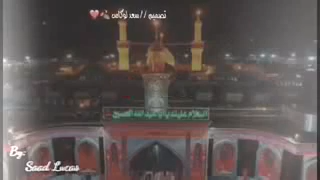 تصميم // سعد لوكاس
السلام عليك يا ابا عبد الله الحسين
By:
Saad Lucas